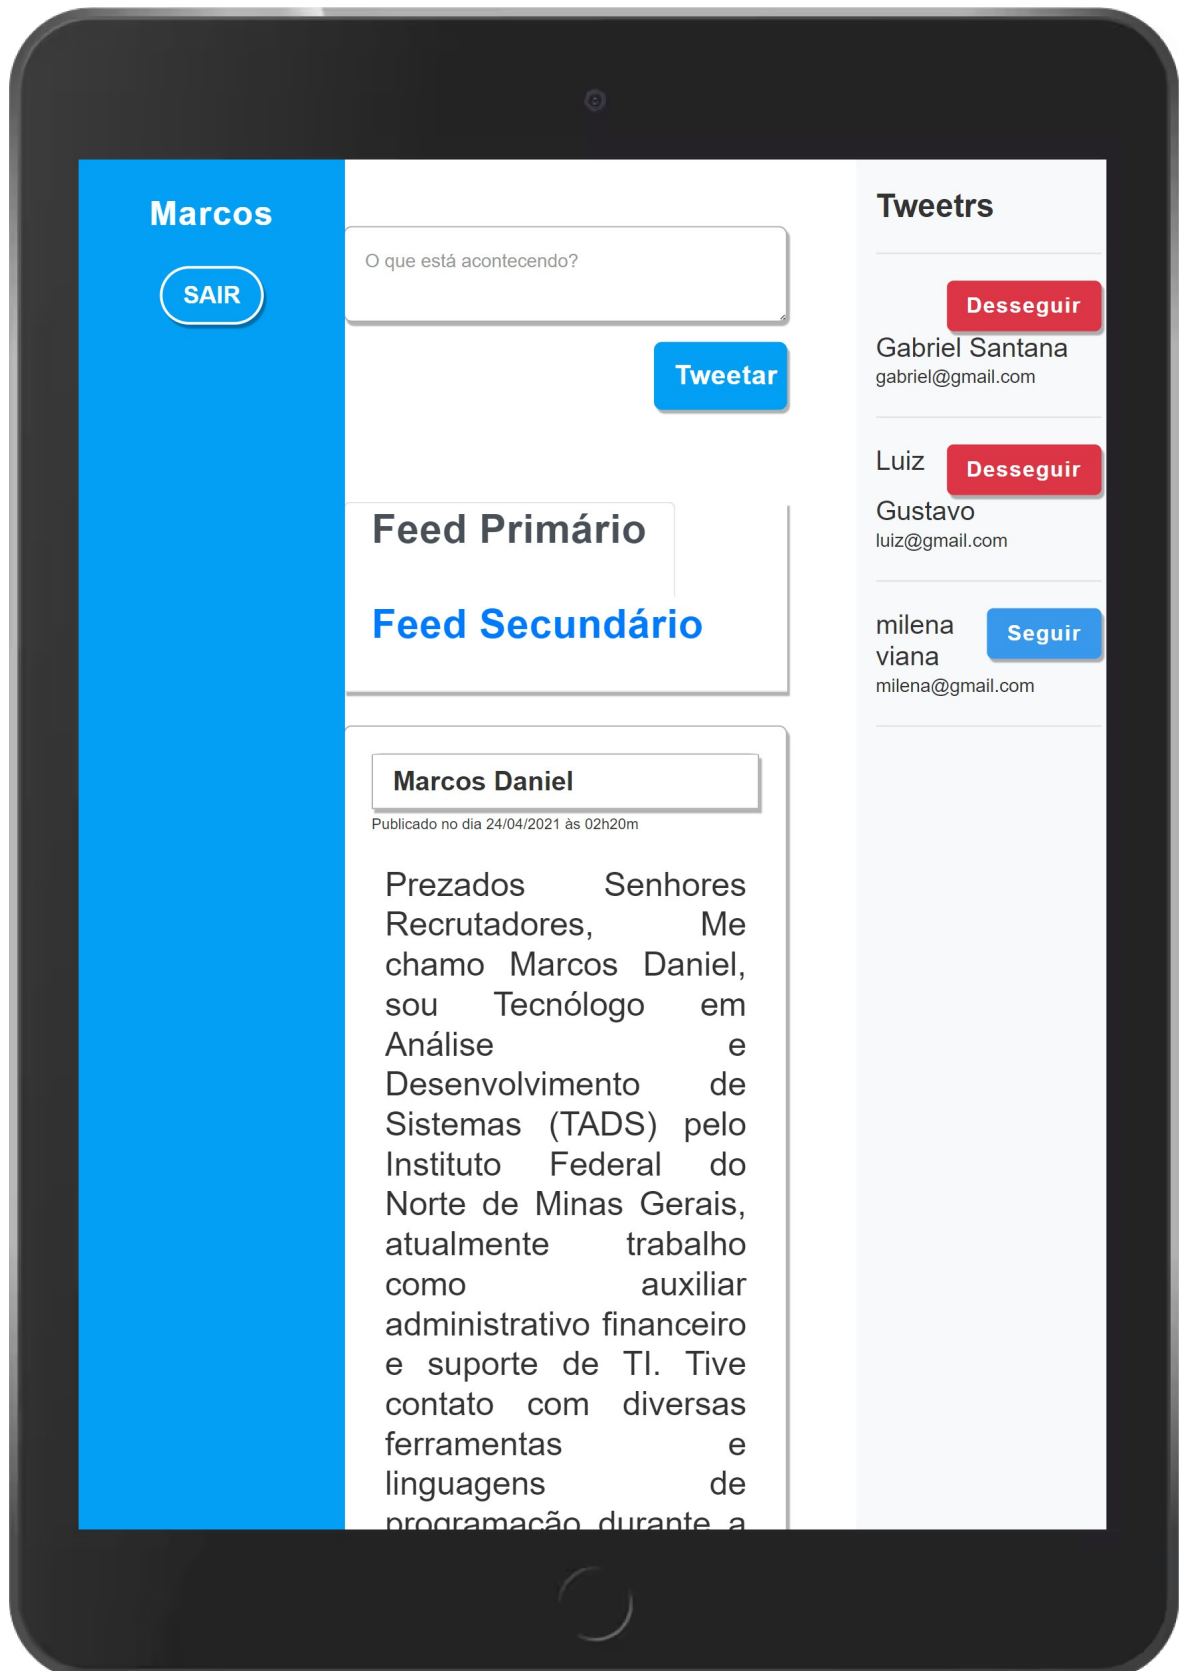 Marcos
SAIR
O que está acontecendo?
Tweetar
Feed Primário
Feed Secundário
Marcos Daniel
Publicado no dia 24/04/2021 às 02h20m
Prezados Senhores
Recrutadores, Me
chamo Marcos Daniel,
sou Tecnólogo em
Análise e
Desenvolvimento de
Sistemas (TADS) pelo
Instituto Federal do
Norte de Minas Gerais,
atualmente trabalho
como auxiliar
administrativo financeiro
e suporte de TI. Tive
contato com diversas
ferramentas e
linguagens de
programação durante a
Tweetrs
Desseguir
Gabriel Santana
gabriel@gmail.com
Luiz
Desseguir
Gustavo
luiz@gmail.com
milena
Seguir
viana
milena@gmail.com